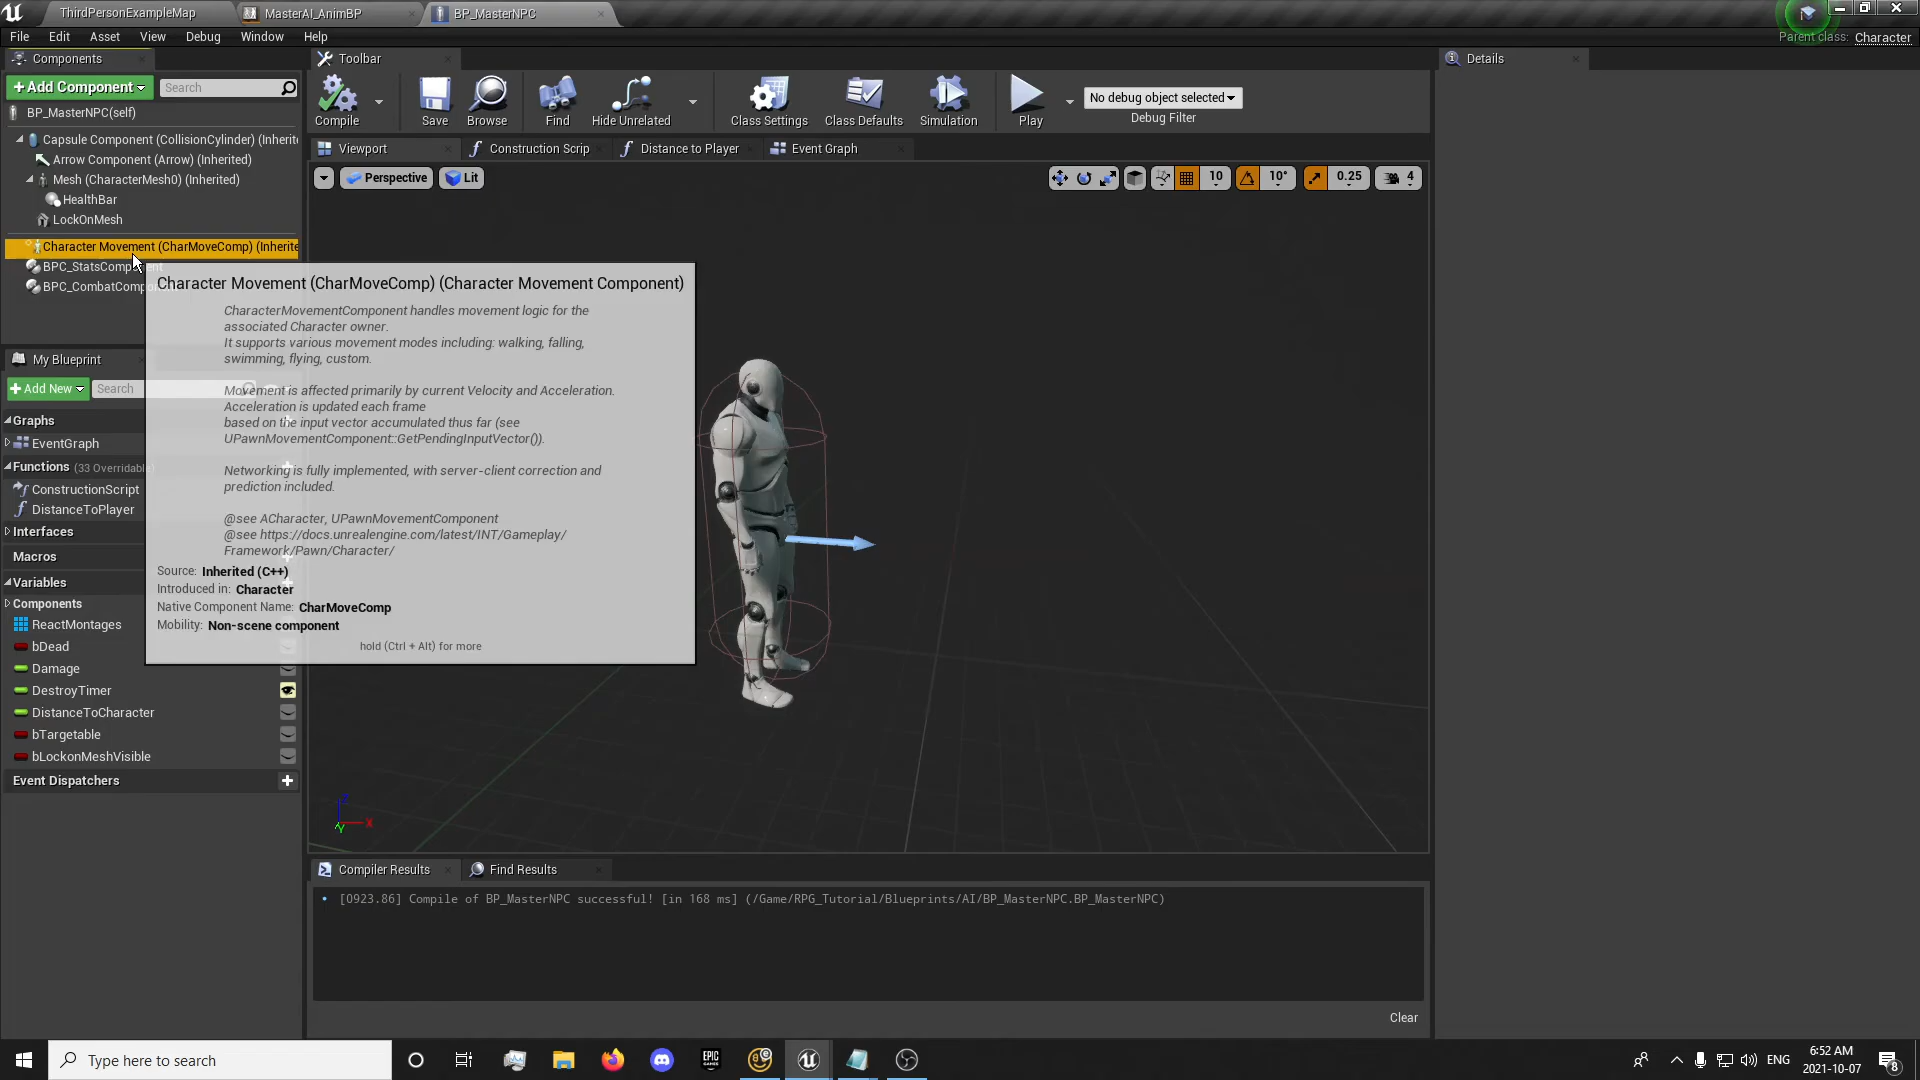 ThirdPersonExampleMap
MasterAI_AnimBP
BP_MasterNPC
File Edit Asset View Debug Window Help
Parent class: Character
Components
Toolbar
Details
+ Add Component
Search
BP_MasterNPC(self)
Capsule Component (CollisionCylinder) (Inherit
Arrow Component (Arrow) (Inherited)
Mesh (CharacterMesh0) (Inherited)
HealthBar
LockOnMesh
Character Movement (CharMoveComp) (Inherite
BPC_StatsComponent
BPC_CombatCompo
Compile
Save
Browse
Find
Hide Unrelated
Class Settings
Class Defaults
Simulation
Play
No debug object selected
Debug Filter
Viewport
Construction Scrip
Distance to Player
Event Graph
Perspective
Lit
10
10°
0.25
4
Character Movement (CharMoveComp) (Character Movement Component)
CharacterMovementComponent handles movement logic for the
associated Character owner.
It supports various movement modes including: walking, falling,
swimming, flying, custom.
Movement is affected primarily by current Velocity and Acceleration.
Acceleration is updated each frame
based on the input vector accumulated thus far (see
UPawnMovementComponent::GetPendingInputVector()).
Networking is fully implemented, with server-client correction and
prediction included.
@see ACharacter, UPawnMovementComponent
@see https://docs.unrealengine.com/latest/INT/Gameplay/
Framework/Pawn/Character/
Source: Inherited (C++)
Introduced in: Character
Native Component Name: CharMoveComp
Mobility: Non-scene component
hold (Ctrl + Alt) for more
My Blueprint
+ Add New
Search
Graphs
EventGraph
Functions (33 Overridable)
ConstructionScript
DistanceToPlayer
Interfaces
Macros
Variables
Components
ReactMontages
bDead
Damage
DestroyTimer
DistanceToCharacter
bTargetable
bLockonMeshVisible
Event Dispatchers
Z
X
Y
Compiler Results
Find Results
[0923.86] Compile of BP_MasterNPC successful! [in 168 ms] (/Game/RPG_Tutorial/Blueprints/AI/BP_MasterNPC.BP_MasterNPC)
Clear
Type here to search
EPIC
ENG
6:52 AM
2021-10-07
8